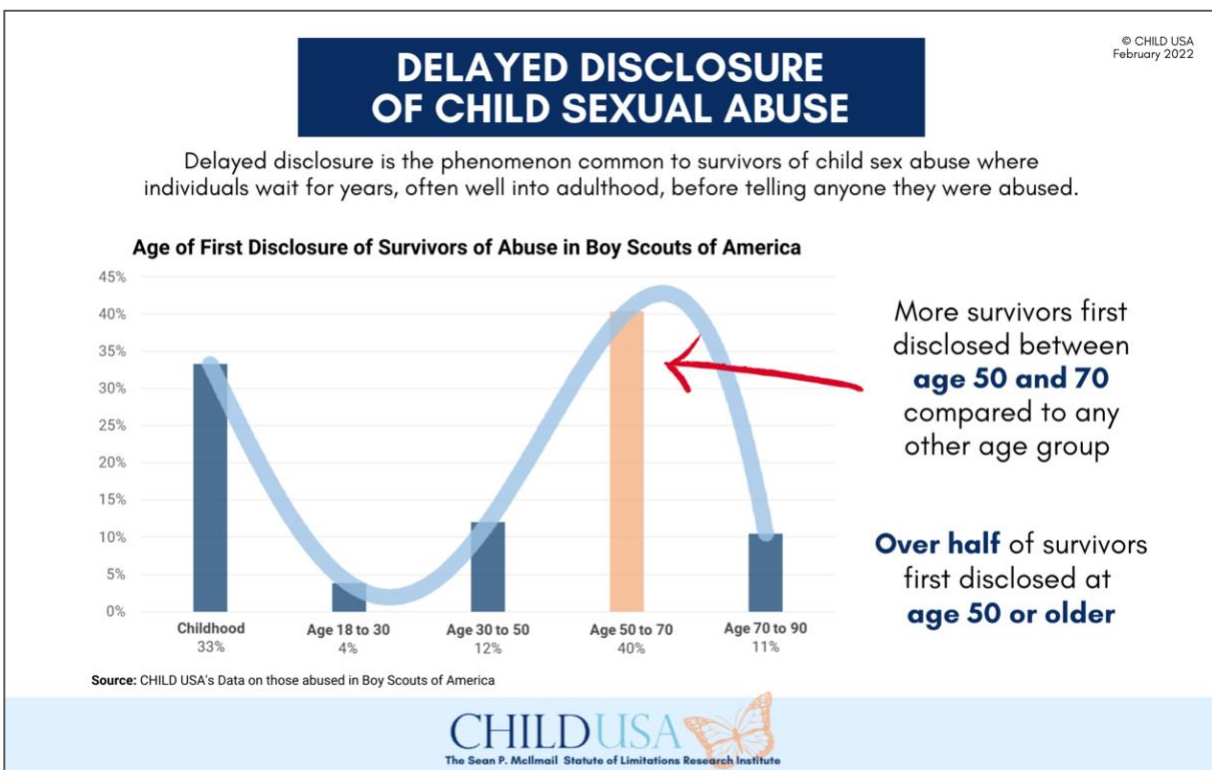 © CHILD USA
February 2022
DELAYED DISCLOSURE
OF CHILD SEXUAL ABUSE
Delayed disclosure is the phenomenon common to survivors of child sex abuse where
individuals wait for years, often well into adulthood, before telling anyone they were abused.
Age of First Disclosure of Survivors of Abuse in Boy Scouts of America
45%
40%
35%
30%
25%
20%
15%
10%
5%
0%
Childhood
33%
Age 18 to 30
4%
Age 30 to 50
12%
Age 50 to 70
40%
Age 70 to 90
11%
More survivors first
disclosed between
age 50 and 70
compared to any
other age group
Over half of survivors
first disclosed at
age 50 or older
Source: CHILD USA's Data on those abused in Boy Scouts of America
CHILDUSA
The Sean P. McIlmail Statute of Limitations Research Institute